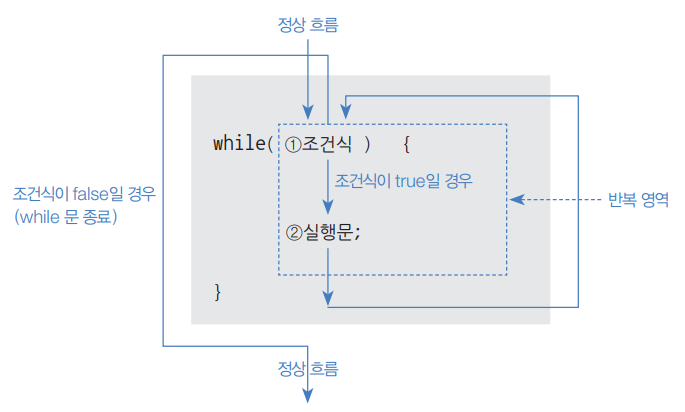 정상 흐름
while( ①조건식 ) {
조건식이 true일 경우
조건식이 false일 경우
(while 문 종료)
반복 영역
②실행문;
}
정상 흐름